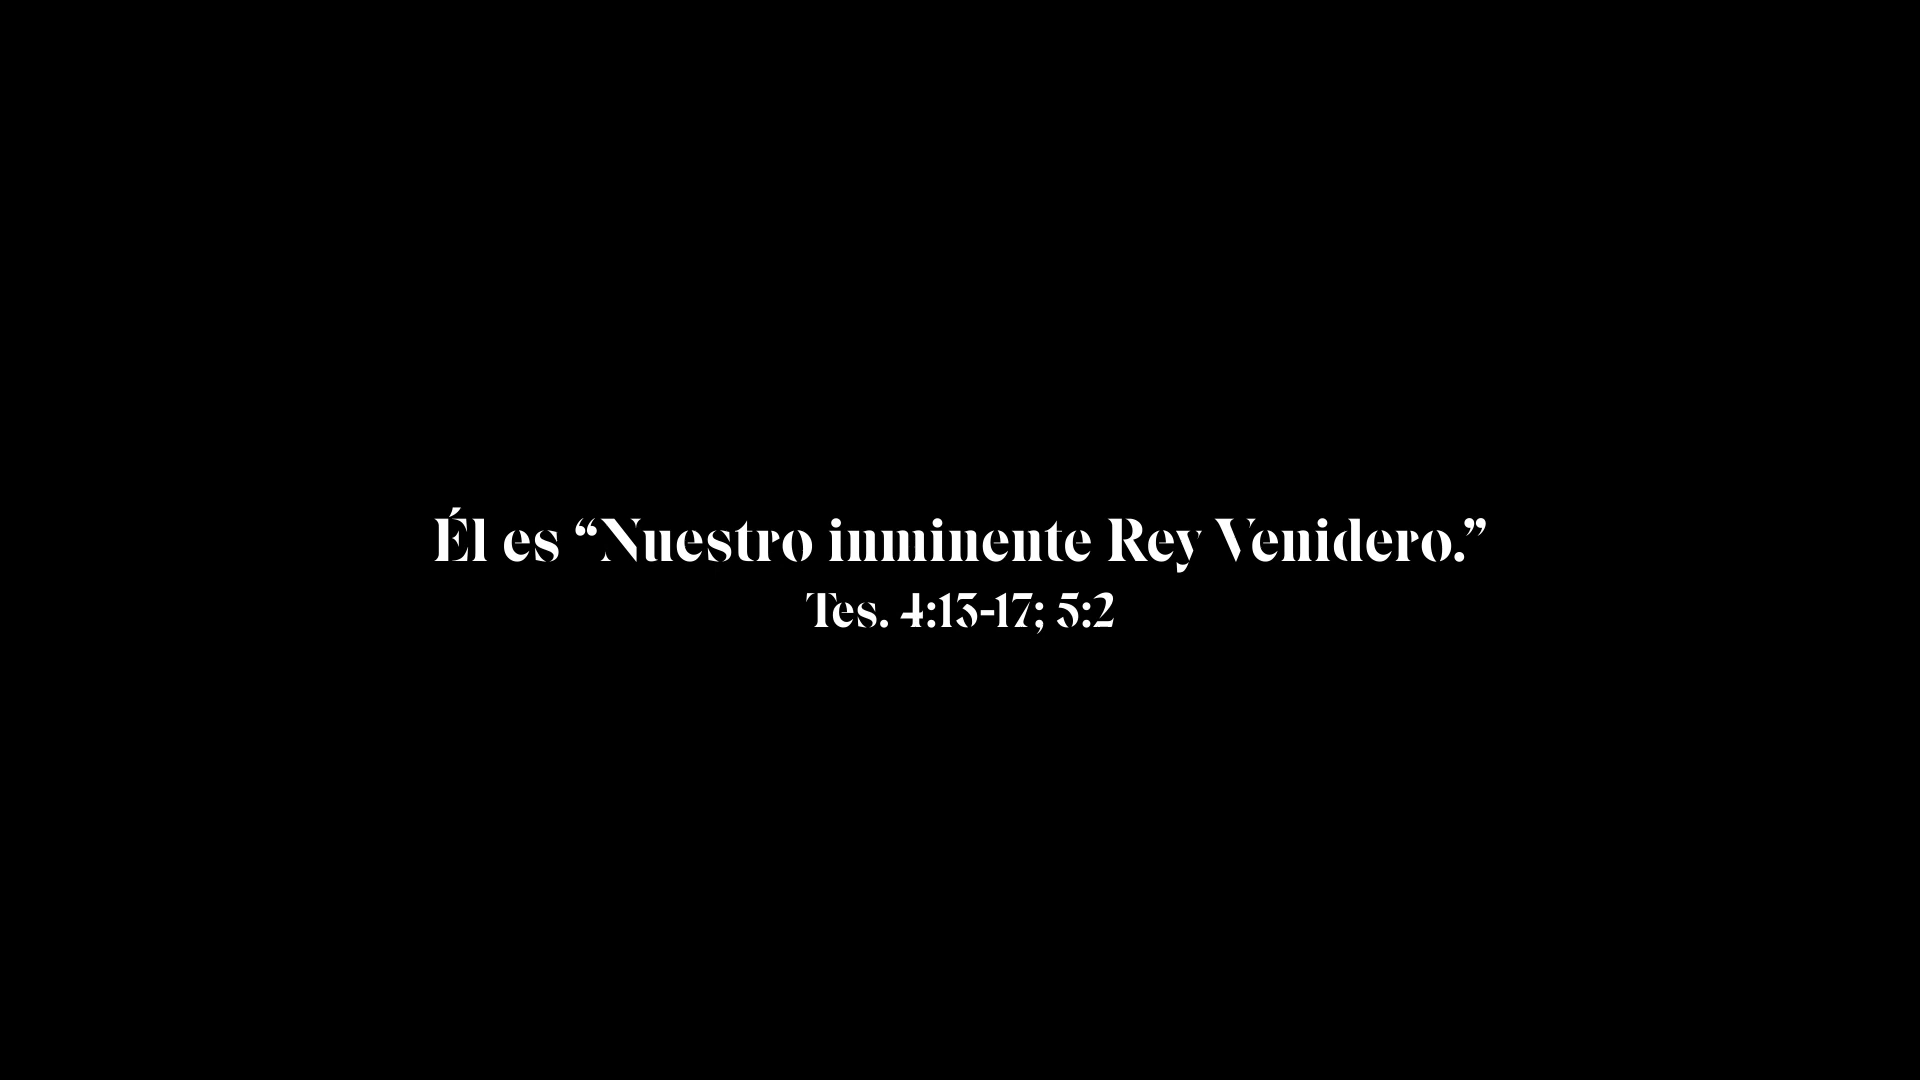 Él es “Nuestro inminente Rey Venidero.”
Tes. 4:13-17; 5:2